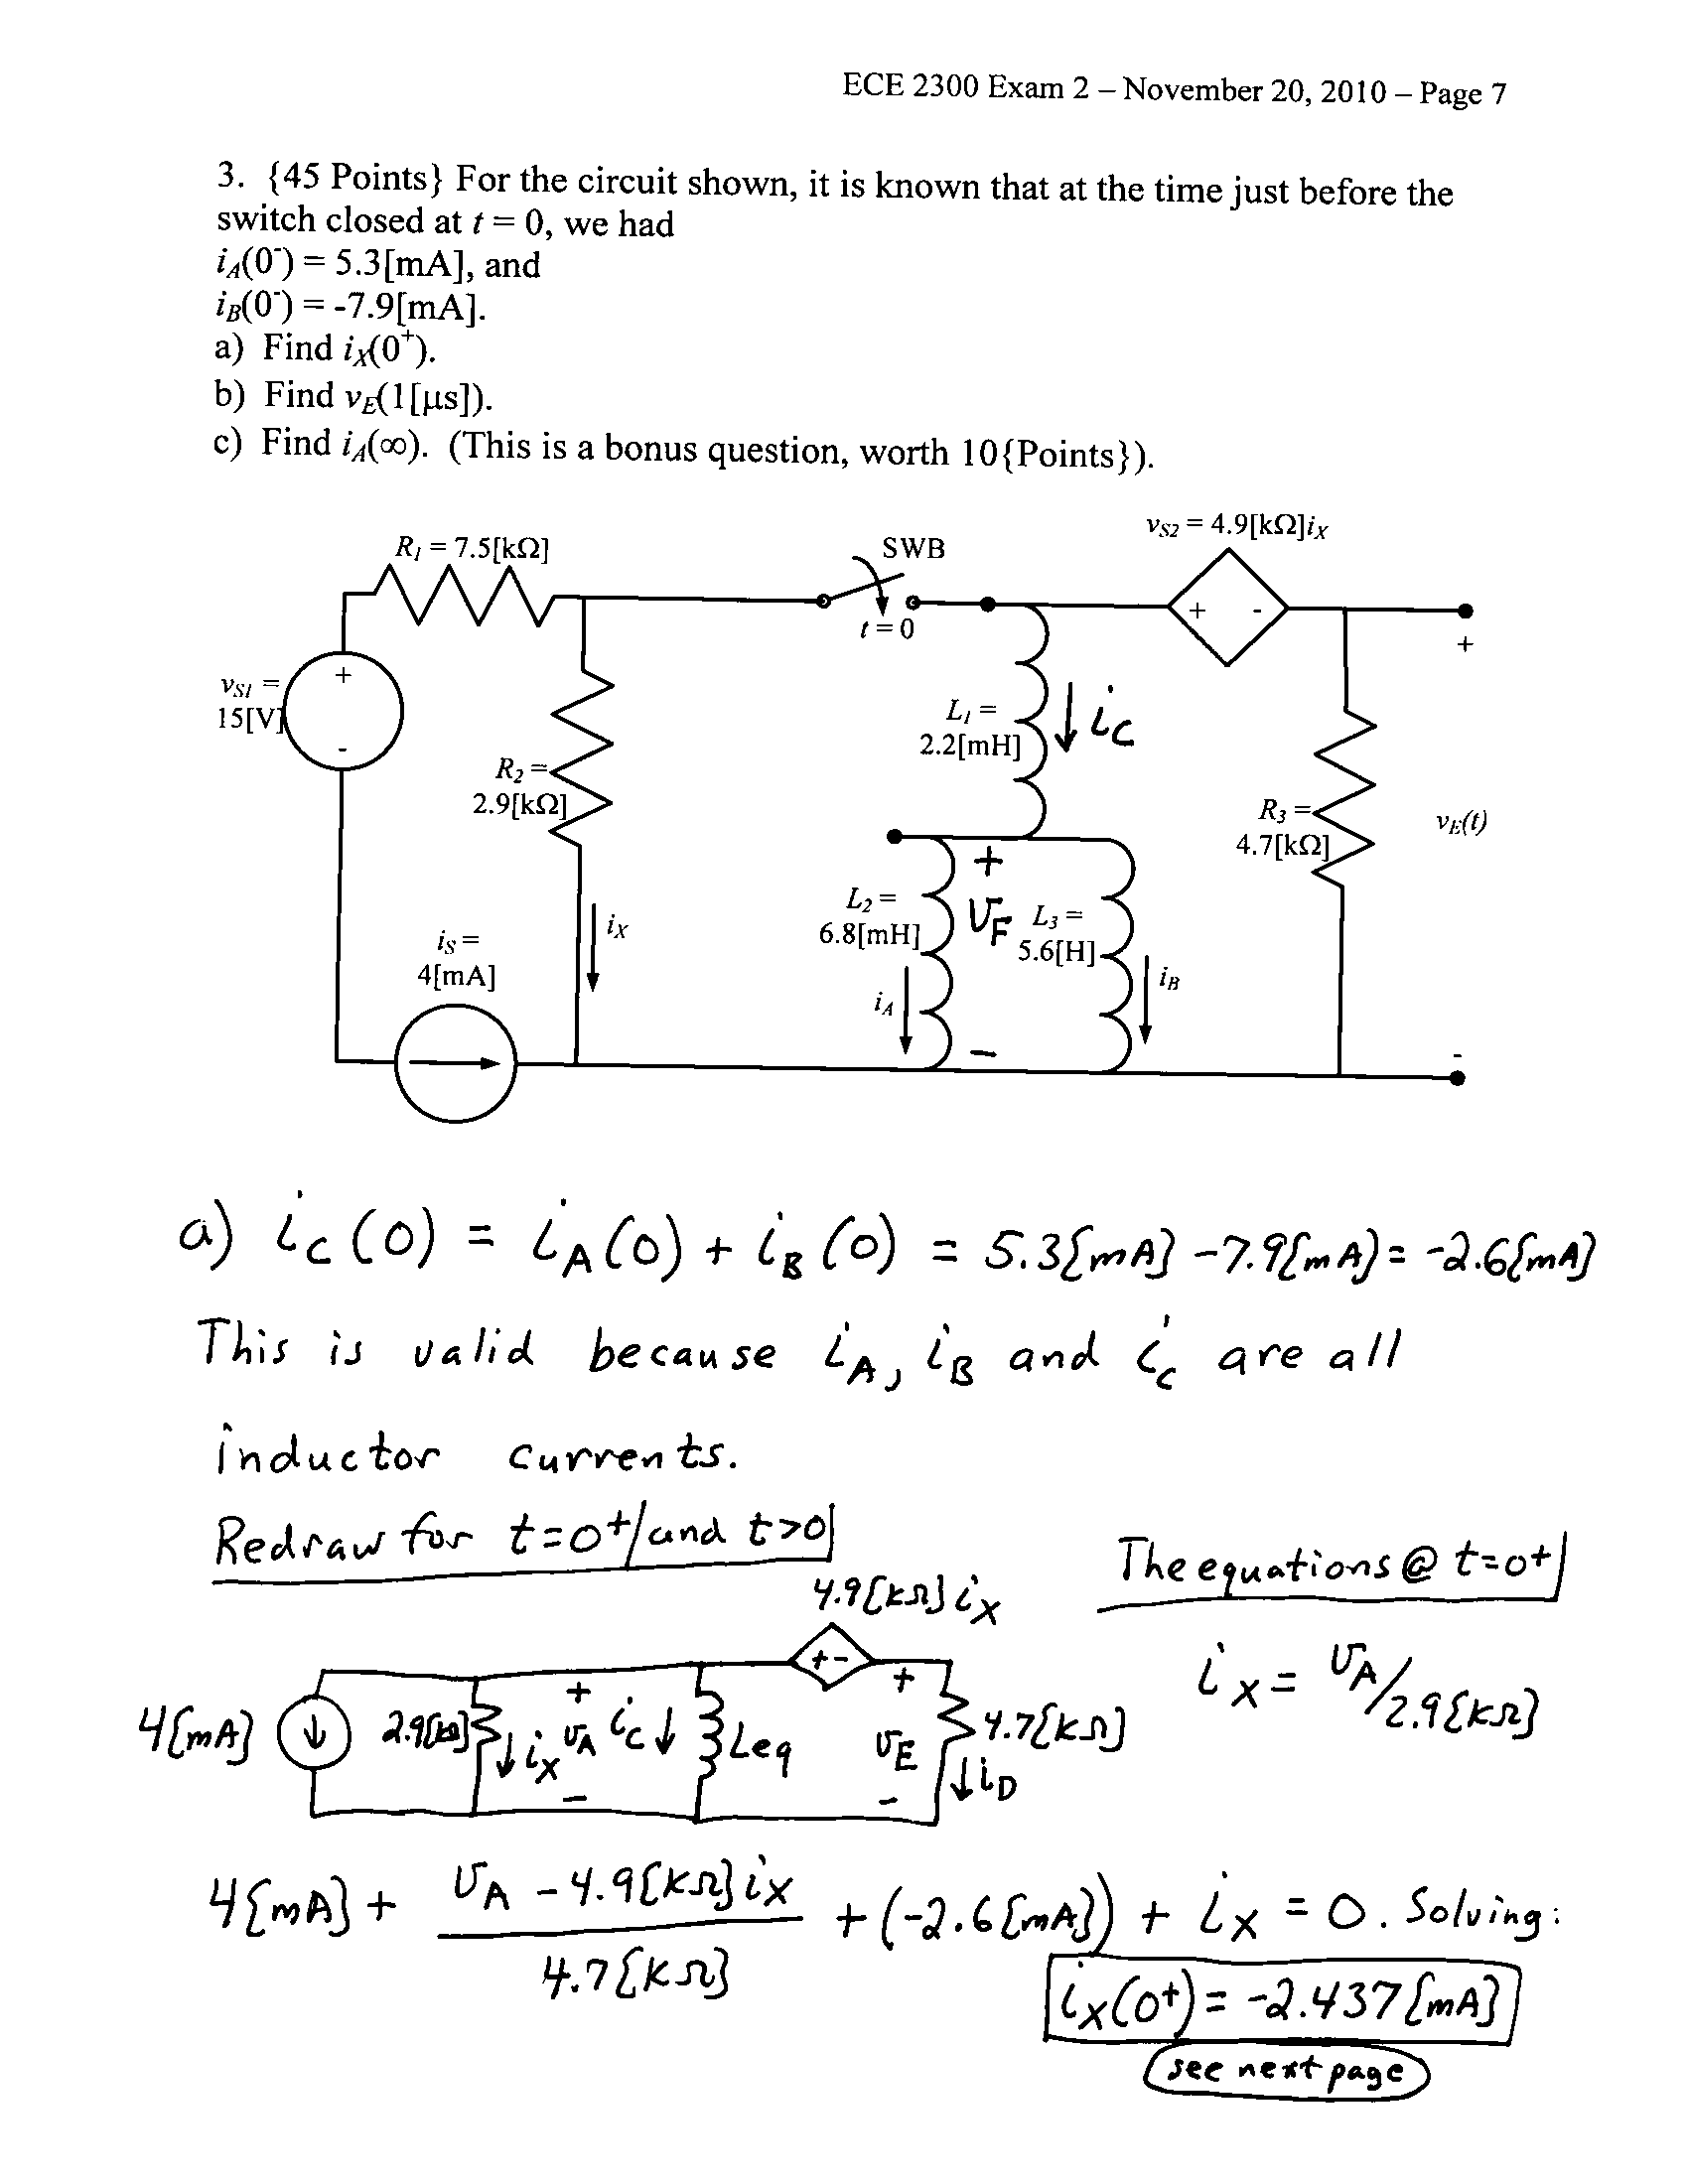 ECE 2300 Exam 2 – November 20, 2010 – Page 7
3. {45 Points} For the circuit shown, it is known that at the time just before the
switch closed at t = 0, we had
iA(0⁻) = 5.3[mA], and
iB(0⁻) = -7.9[mA].
a) Find iX(0⁺).
b) Find vE(1[μs]).
c) Find iA(∞). (This is a bonus question, worth 10{Points}).
vS2 = 4.9[kΩ]iX
R1 = 7.5[kΩ]
SWB
+ -
t = 0
+
vS1 =
15[V]
+
-
L1 =
2.2[mH]
↓ iC
R2 =
2.9[kΩ]
R3 =
4.7[kΩ]
vE(t)
+
vF
-
L2 =
6.8[mH]
L3 =
5.6[H]
iX
iS =
4[mA]
iA
iB
-
a) iC(0) = iA(0) + iB(0) = 5.3[mA] -7.9[mA] = -2.6[mA]
This is valid because iA, iB and iC are all
inductor currents.
Redraw for t=0+ and t>0
The equations @ t=0+
4.9[kΩ] iX
+ -
iX = vA/2.9[kΩ]
4[mA] ↓ 2.9[kΩ] ↓ iX + vA - iC ↓ Leq + vE - 4.7[kΩ] ↓ iD
4[mA] + (vA - 4.9[kΩ] iX)/4.7[kΩ] + (-2.6[mA]) + iX = 0. Solving:
iX(0+) = -2.437[mA]
see next page